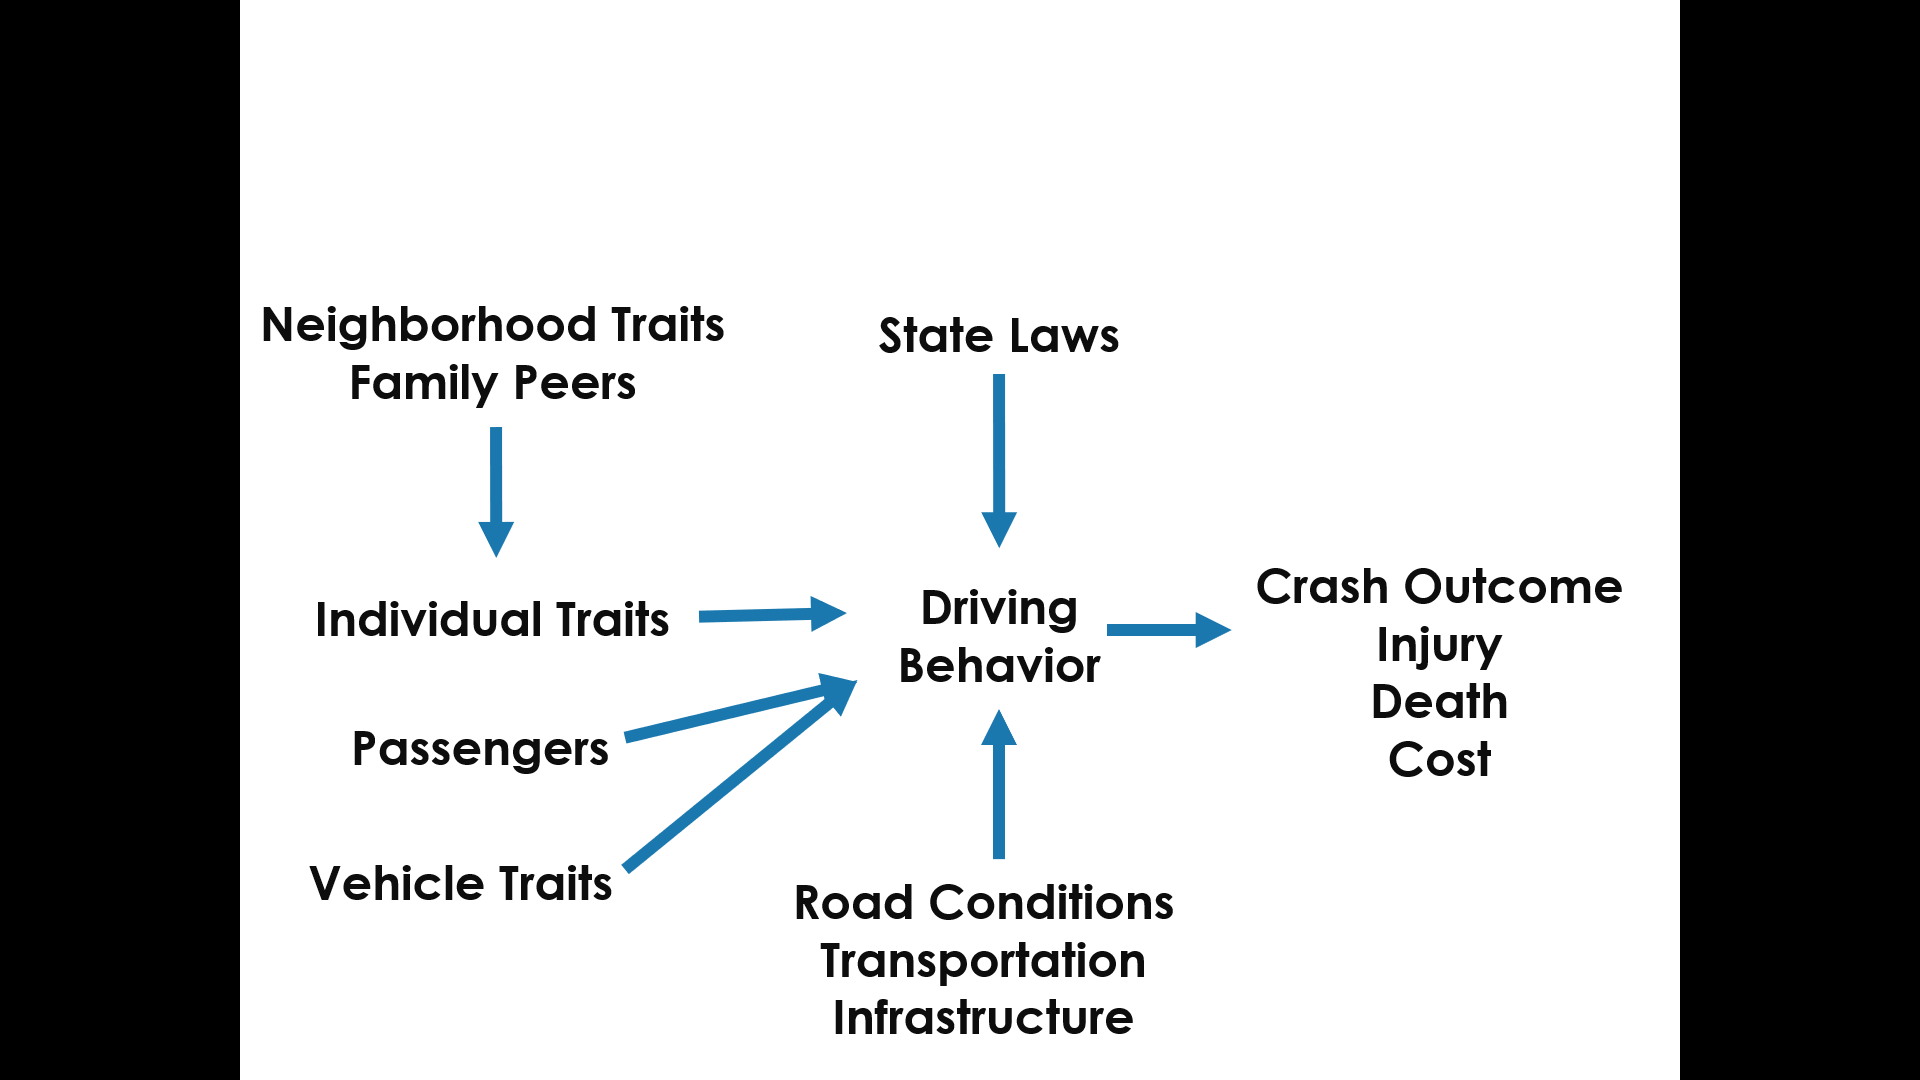 Neighborhood Traits
Family Peers
State Laws
Individual Traits
Driving
Behavior
Crash Outcome
Injury
Death
Cost
Passengers
Vehicle Traits
Road Conditions
Transportation
Infrastructure